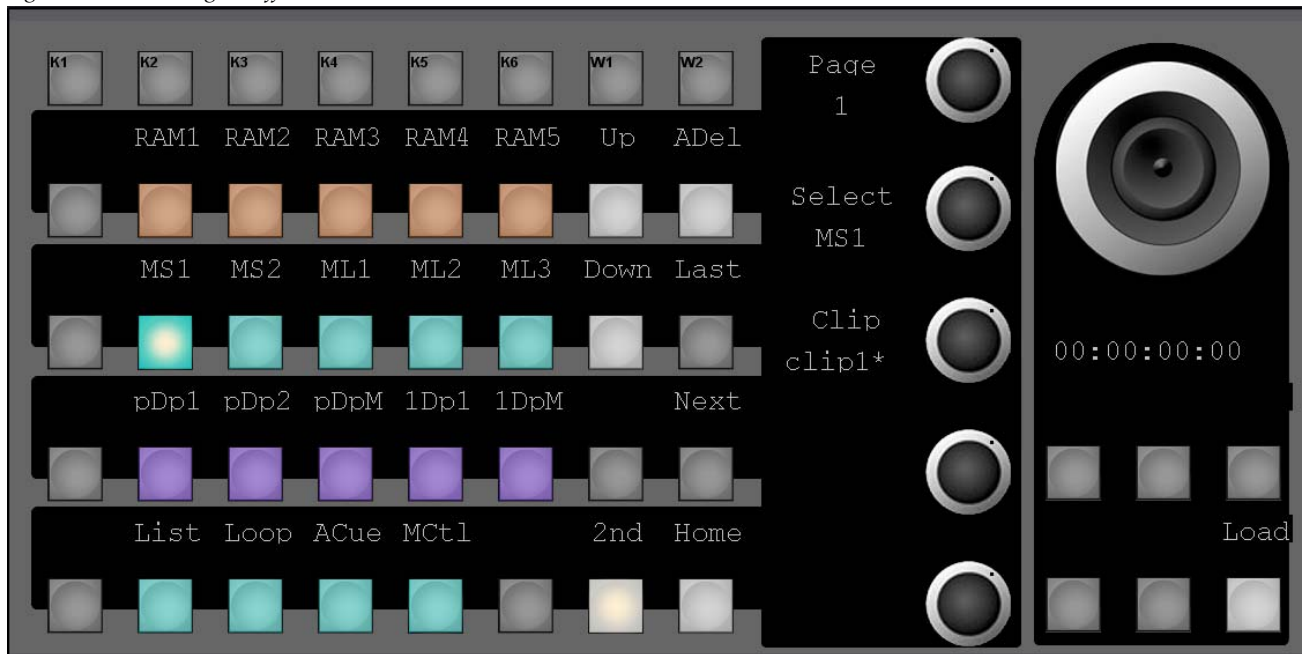 K1 K2 K3 K4 K5 K6 W1 W2
Page
1
RAM1 RAM2 RAM3 RAM4 RAM5 Up ADel
Select
MS1
MS1 MS2 ML1 ML2 ML3 Down Last
Clip
clip1*
00:00:00:00
pDp1 pDp2 pDpM 1Dp1 1DpM Next
List Loop ACue MCtl 2nd Home
Load